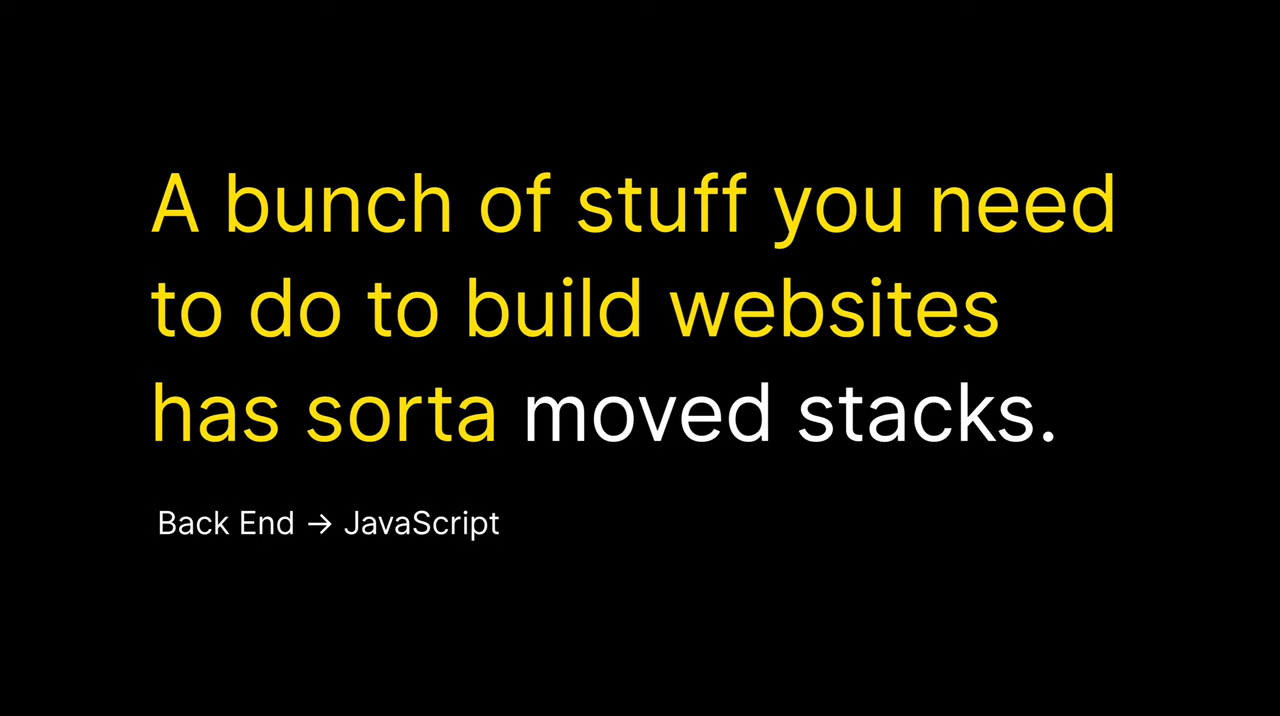 A bunch of stuff you need
to do to build websites
has sorta moved stacks.
Back End → JavaScript